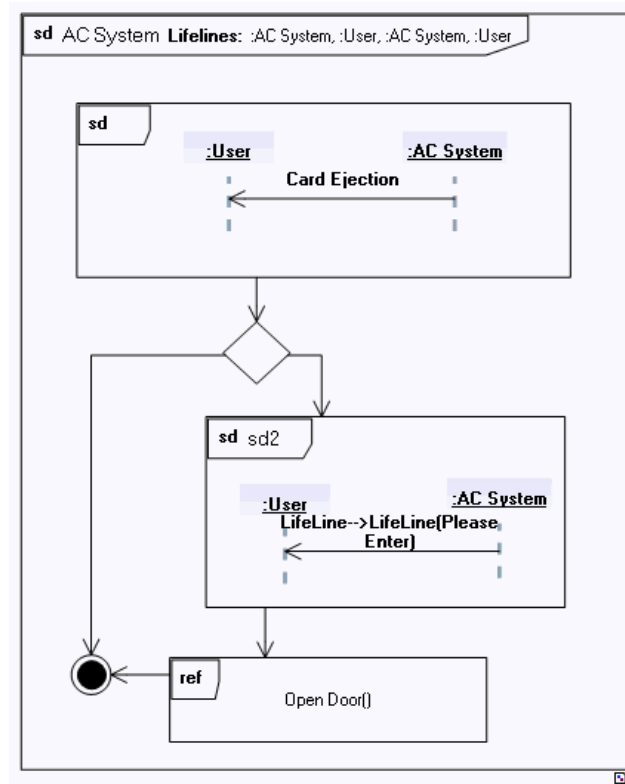 sd AC System Lifelines: :AC System, :User, :AC System, :User
sd
:User
:AC System
Card Ejection
sd sd2
:User
:AC System
LifeLine-->LifeLine(Please
Enter)
ref
Open Door()